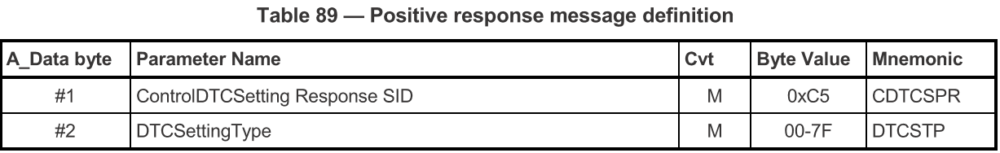 Table 89 — Positive response message definition
A_Data byte Parameter Name Cvt Byte Value Mnemonic
#1 ControlDTCSetting Response SID M 0xC5 CDTCSPR
#2 DTCSettingType M 00-7F DTCSTP